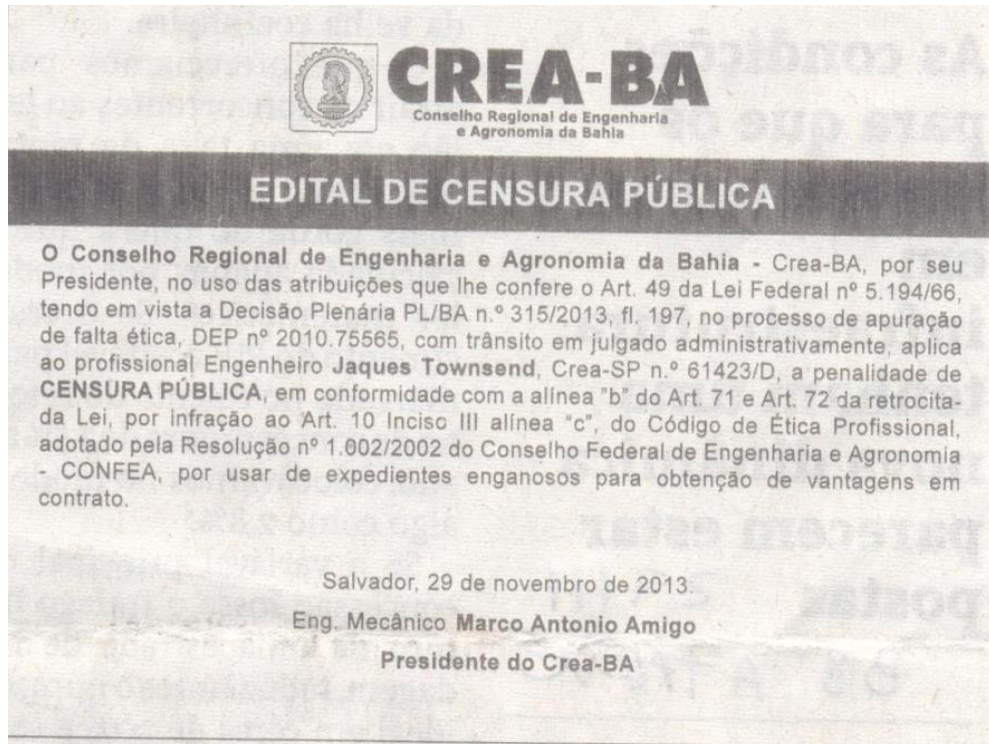 CREA-BA
Conselho Regional de Engenharia
e Agronomia da Bahia
EDITAL DE CENSURA PÚBLICA
O Conselho Regional de Engenharia e Agronomia da Bahia - Crea-BA, por seu
Presidente, no uso das atribuições que lhe confere o Art. 49 da Lei Federal nº 5.194/66,
tendo em vista a Decisão Plenária PL/BA n.º 315/2013, fl. 197, no processo de apuração
de falta ética, DEP nº 2010.75565, com trânsito em julgado administrativamente, aplica
ao profissional Engenheiro Jaques Townsend, Crea-SP n.º 61423/D, a penalidade de
CENSURA PÚBLICA, em conformidade com a alínea "b" do Art. 71 e Art. 72 da retrocita-
da Lei, por infração ao Art. 10 Inciso III alínea "c", do Código de Ética Profissional,
adotado pela Resolução nº 1.002/2002 do Conselho Federal de Engenharia e Agronomia
- CONFEA, por usar de expedientes enganosos para obtenção de vantagens em
contrato.
Salvador, 29 de novembro de 2013.
Eng. Mecânico Marco Antonio Amigo
Presidente do Crea-BA